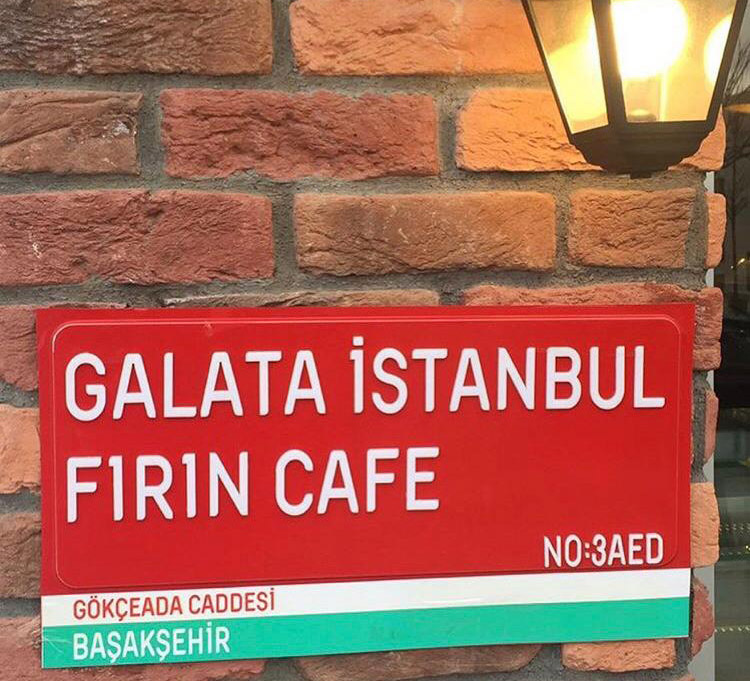 GALATA İSTANBUL
FIRIN CAFE
NO:3AED
GÖKÇEADA CADDESİ
BAŞAKŞEHİR